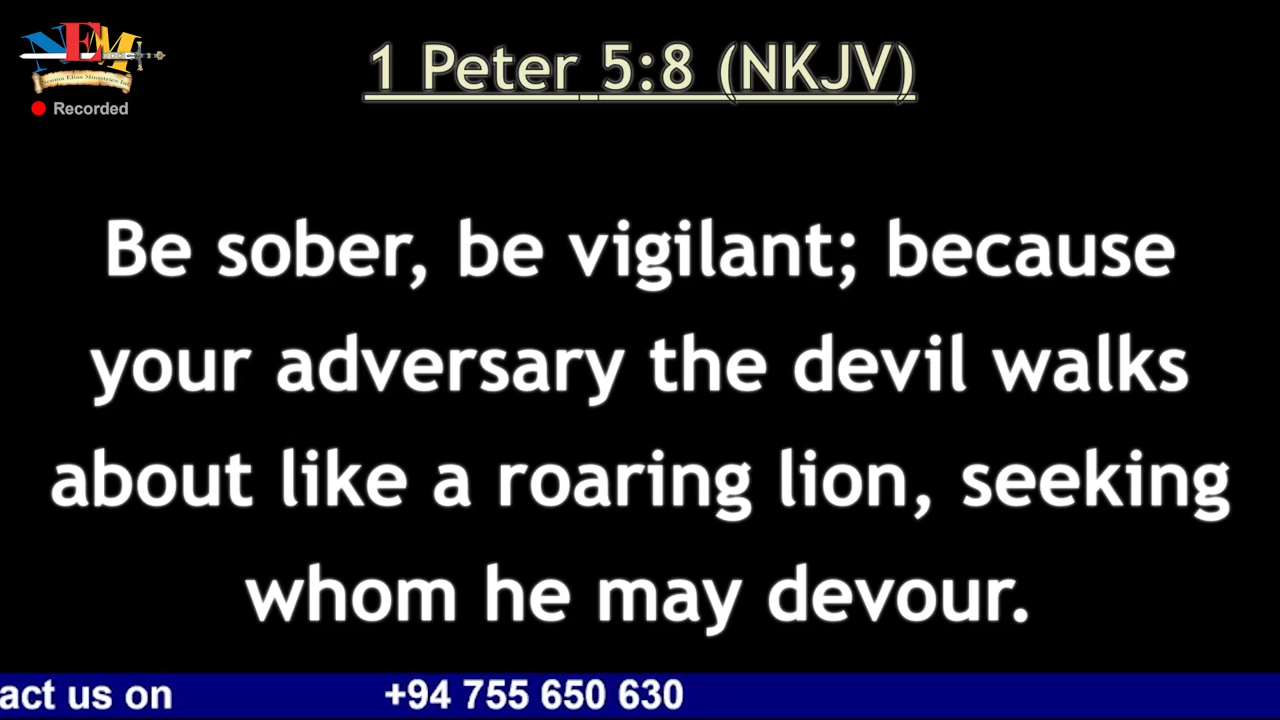 NEM
Recorded
1 Peter 5:8 (NKJV)
Be sober, be vigilant; because
your adversary the devil walks
about like a roaring lion, seeking
whom he may devour.
act us on +94 755 650 630